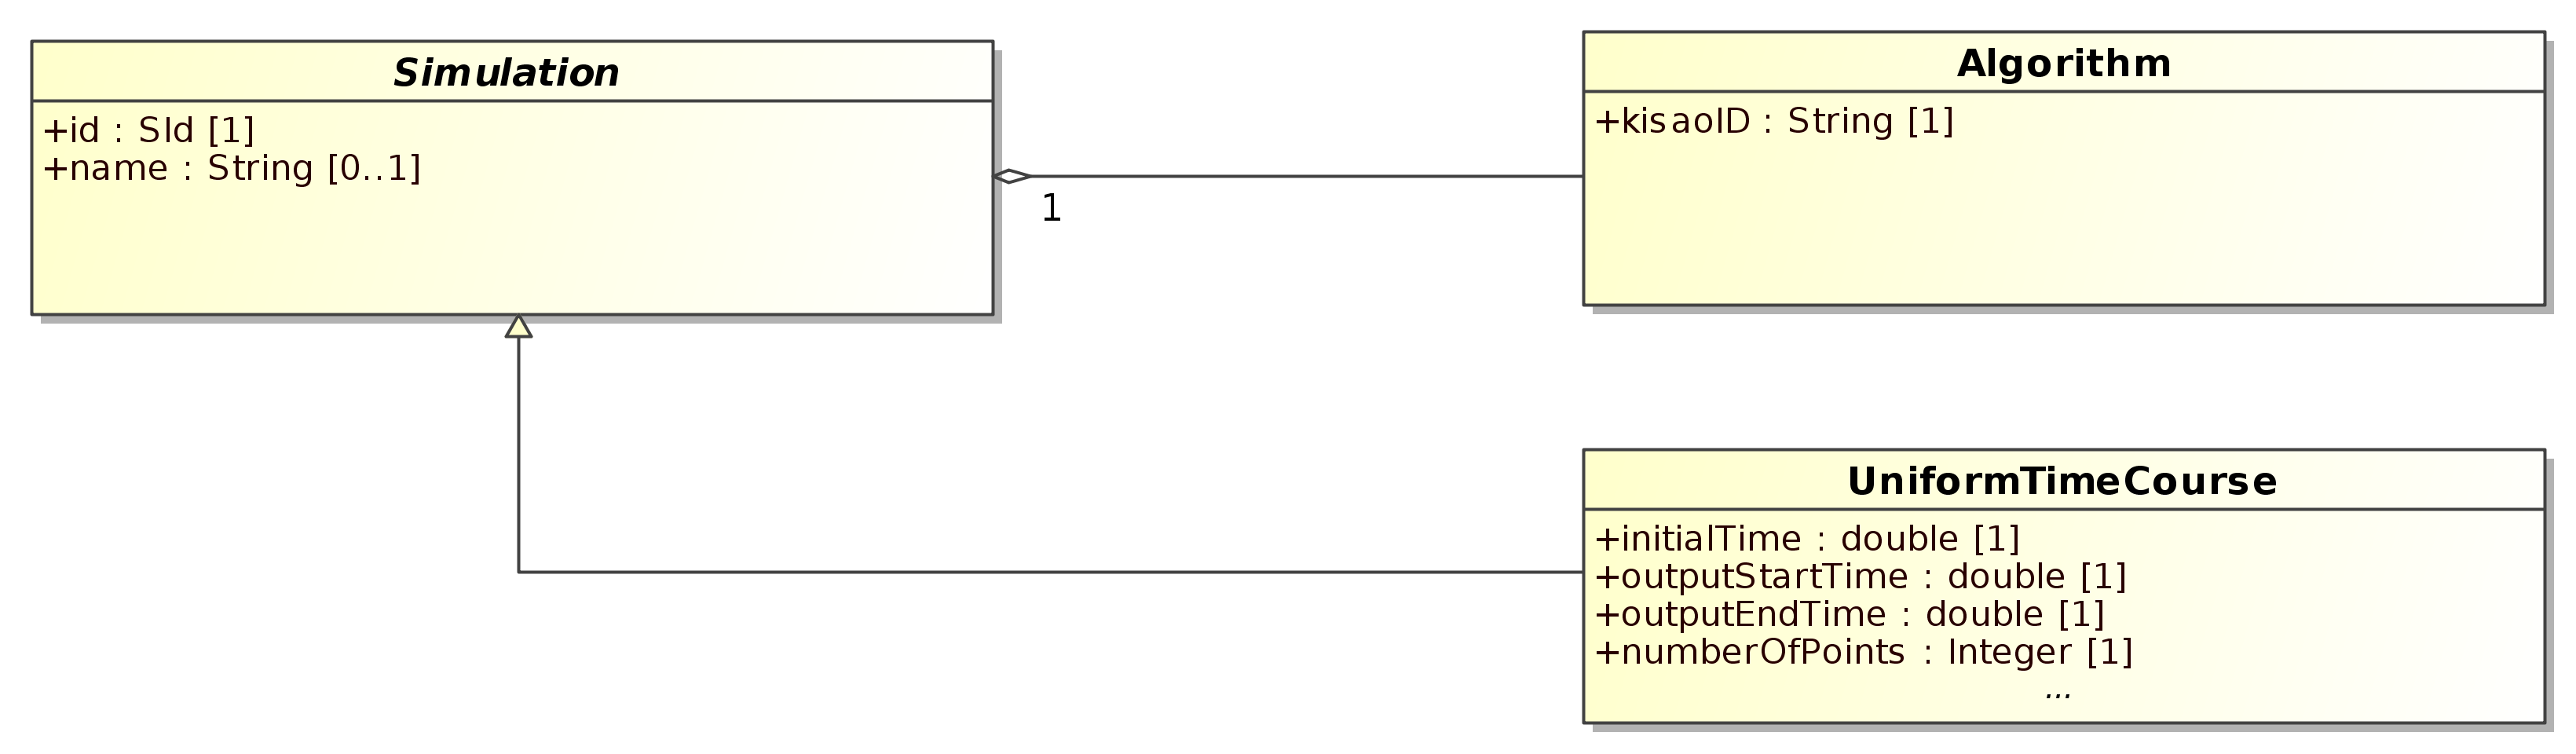 Simulation
+id : SId [1]
+name : String [0..1]
1
Algorithm
+kisaoID : String [1]
UniformTimeCourse
+initialTime : double [1]
+outputStartTime : double [1]
+outputEndTime : double [1]
+numberOfPoints : Integer [1]
...